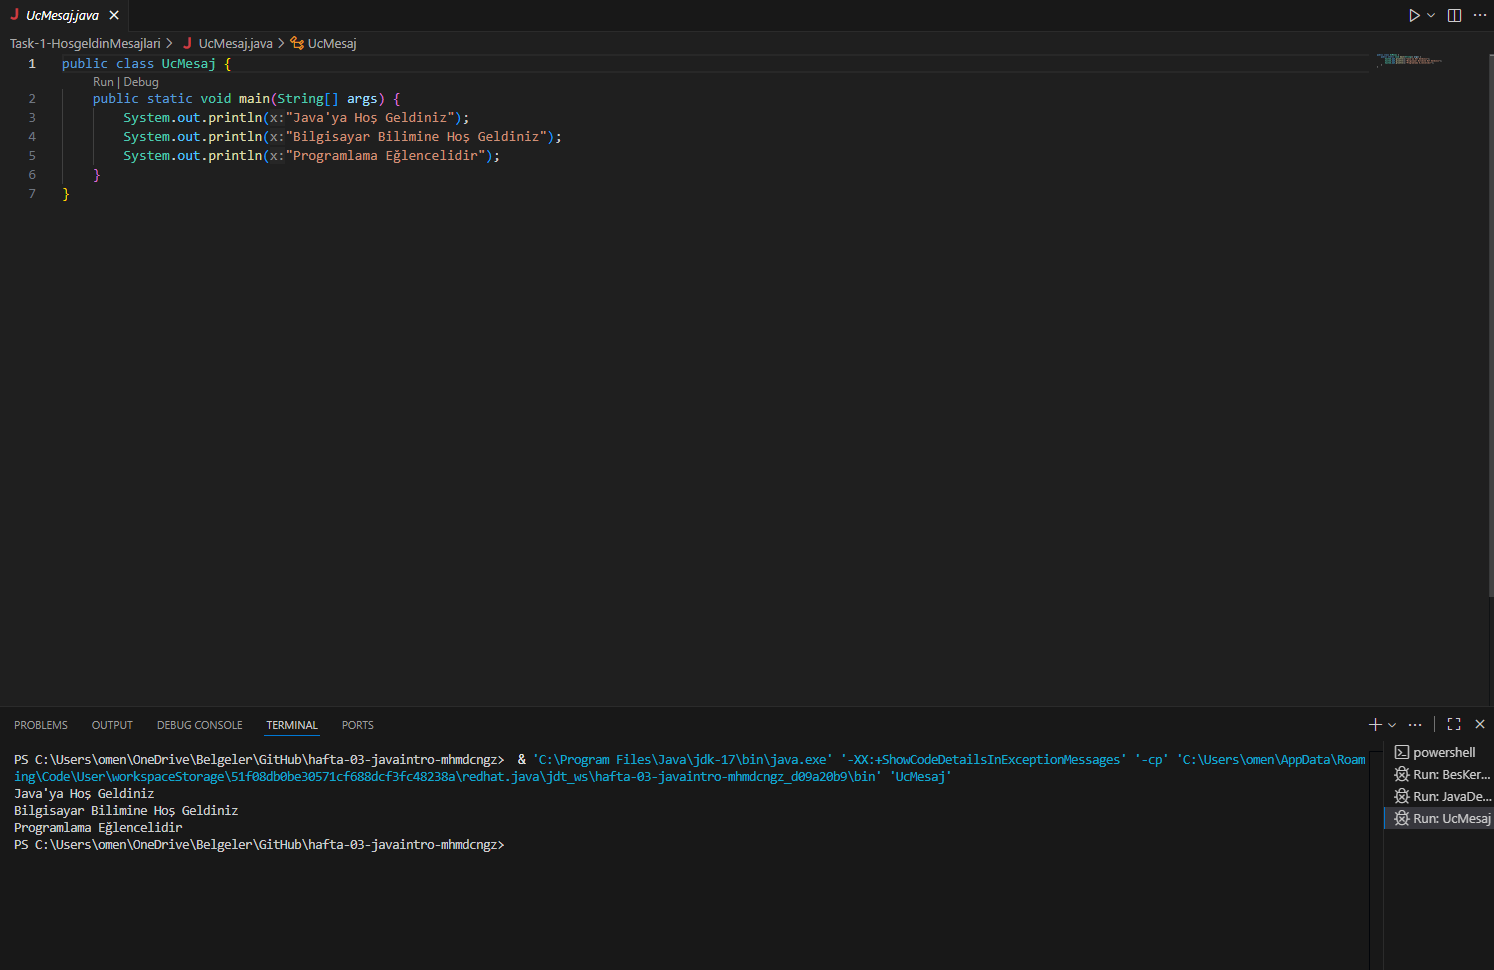 UcMesaj.java
Task-1-HosgeldinMesajlari > UcMesaj.java > UcMesaj
1 public class UcMesaj {
Run | Debug
2 public static void main(String[] args) {
3 System.out.println(x:"Java'ya Hoş Geldiniz");
4 System.out.println(x:"Bilgisayar Bilimine Hoş Geldiniz");
5 System.out.println(x:"Programlama Eğlencelidir");
6 }
7 }
PROBLEMS OUTPUT DEBUG CONSOLE TERMINAL PORTS
PS C:\Users\omen\OneDrive\Belgeler\GitHub\hafta-03-javaintro-mhmdcngz> & 'C:\Program Files\Java\jdk-17\bin\java.exe' '-XX:+ShowCodeDetailsInExceptionMessages' '-cp' 'C:\Users\omen\AppData\Roam
ing\Code\User\workspaceStorage\51f08db0be30571cf688dcf3fc48238a\redhat.java\jdt_ws\hafta-03-javaintro-mhmdcngz_d09a20b9\bin' 'UcMesaj'
Java'ya Hoş Geldiniz
Bilgisayar Bilimine Hoş Geldiniz
Programlama Eğlencelidir
PS C:\Users\omen\OneDrive\Belgeler\GitHub\hafta-03-javaintro-mhmdcngz>
powershell
Run: BesKer...
Run: JavaDe...
Run: UcMesaj